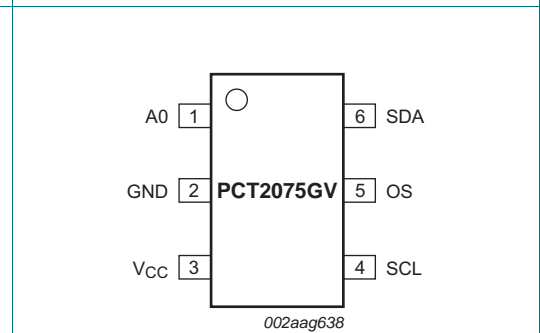 A0 1 6 SDA
GND 2 PCT2075GV 5 OS
VCC 3 4 SCL
002aag638